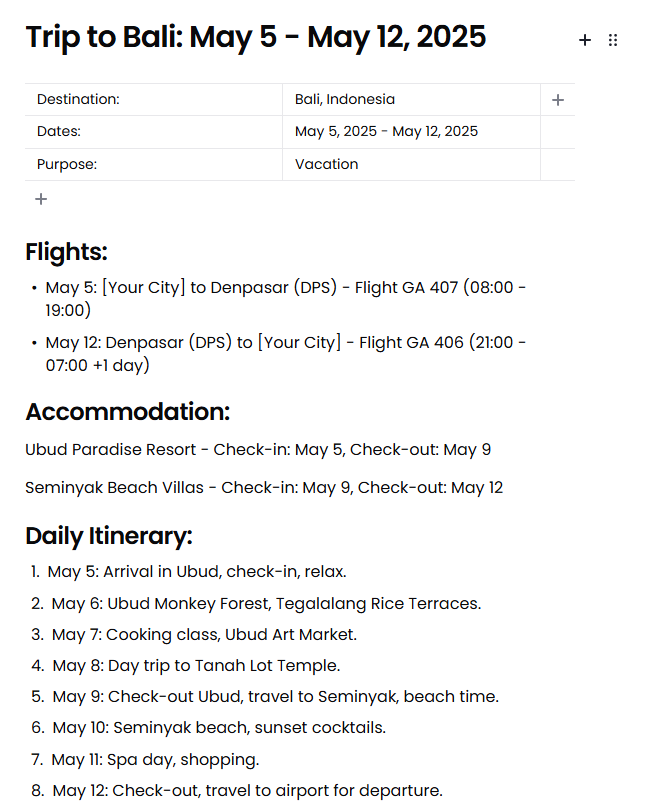 Trip to Bali: May 5 - May 12, 2025
Destination: Bali, Indonesia
Dates: May 5, 2025 - May 12, 2025
Purpose: Vacation
Flights:
• May 5: [Your City] to Denpasar (DPS) - Flight GA 407 (08:00 -
19:00)
• May 12: Denpasar (DPS) to [Your City] - Flight GA 406 (21:00 -
07:00 +1 day)
Accommodation:
Ubud Paradise Resort - Check-in: May 5, Check-out: May 9
Seminyak Beach Villas - Check-in: May 9, Check-out: May 12
Daily Itinerary:
1. May 5: Arrival in Ubud, check-in, relax.
2. May 6: Ubud Monkey Forest, Tegalalang Rice Terraces.
3. May 7: Cooking class, Ubud Art Market.
4. May 8: Day trip to Tanah Lot Temple.
5. May 9: Check-out Ubud, travel to Seminyak, beach time.
6. May 10: Seminyak beach, sunset cocktails.
7. May 11: Spa day, shopping.
8. May 12: Check-out, travel to airport for departure.